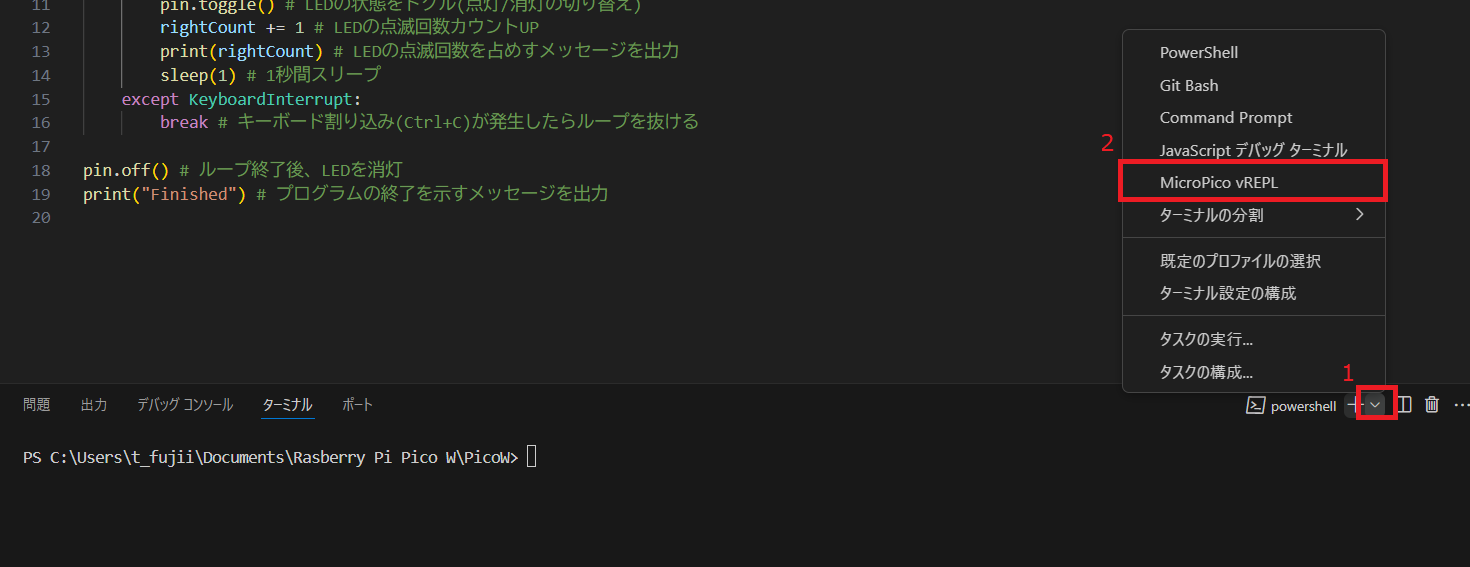 11 pin.toggle() # LEDの状態をトグル(点灯/消灯の切り替え)
12 rightCount += 1 # LEDの点滅回数カウントUP
13 print(rightCount) # LEDの点滅回数を占めすメッセージを出力
14 sleep(1) # 1秒間スリープ
15 except KeyboardInterrupt:
16 break # キーボード割り込み(Ctrl+C)が発生したらループを抜ける
17
18 pin.off() # ループ終了後、LEDを消灯
19 print("Finished") # プログラムの終了を示すメッセージを出力
20
PowerShell
Git Bash
Command Prompt
JavaScript デバッグ ターミナル
2
MicroPico vREPL
ターミナルの分割
既定のプロファイルの選択
ターミナル設定の構成
タスクの実行...
タスクの構成...
1
問題 出力 デバッグ コンソール ターミナル ポート powershell
PS C:\Users\t_fujii\Documents\Rasberry Pi Pico W\PicoW>